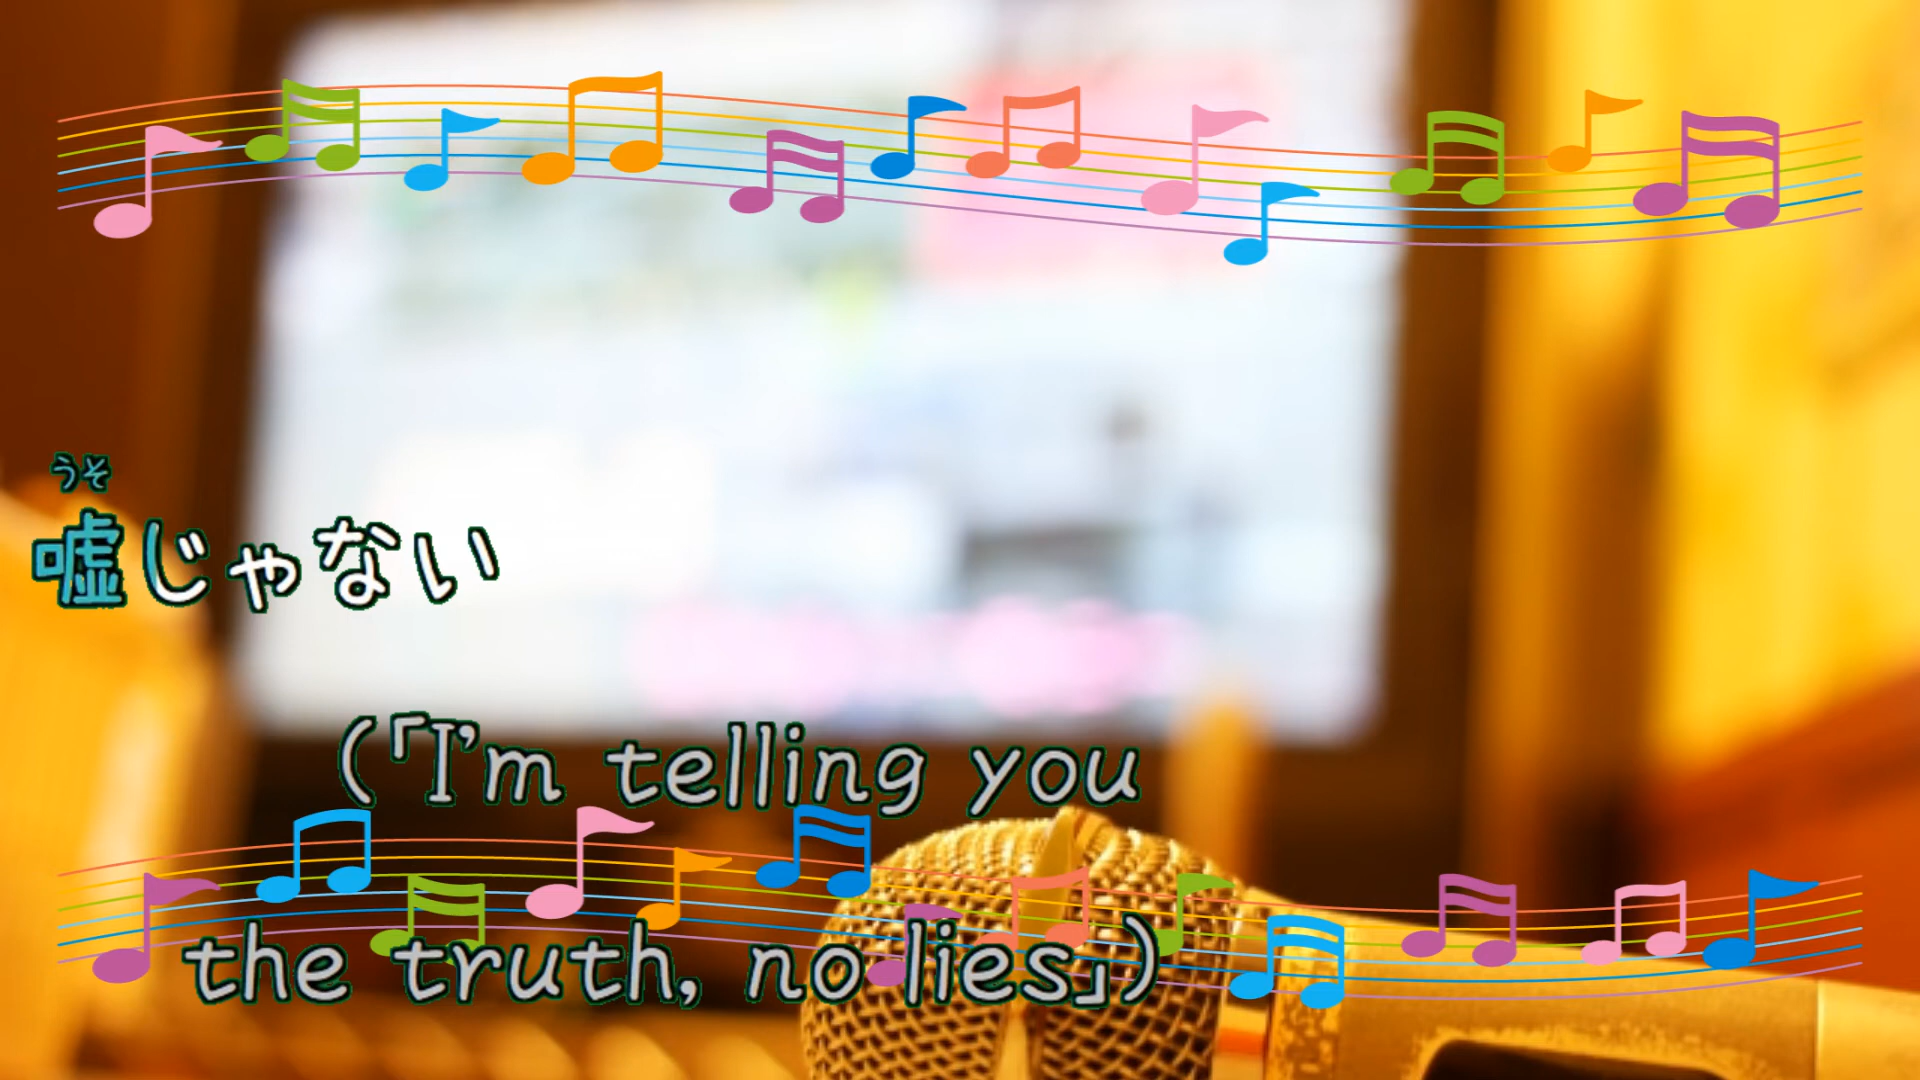 うそ
嘘じゃない
(「I'm telling you
the truth, no lies」)